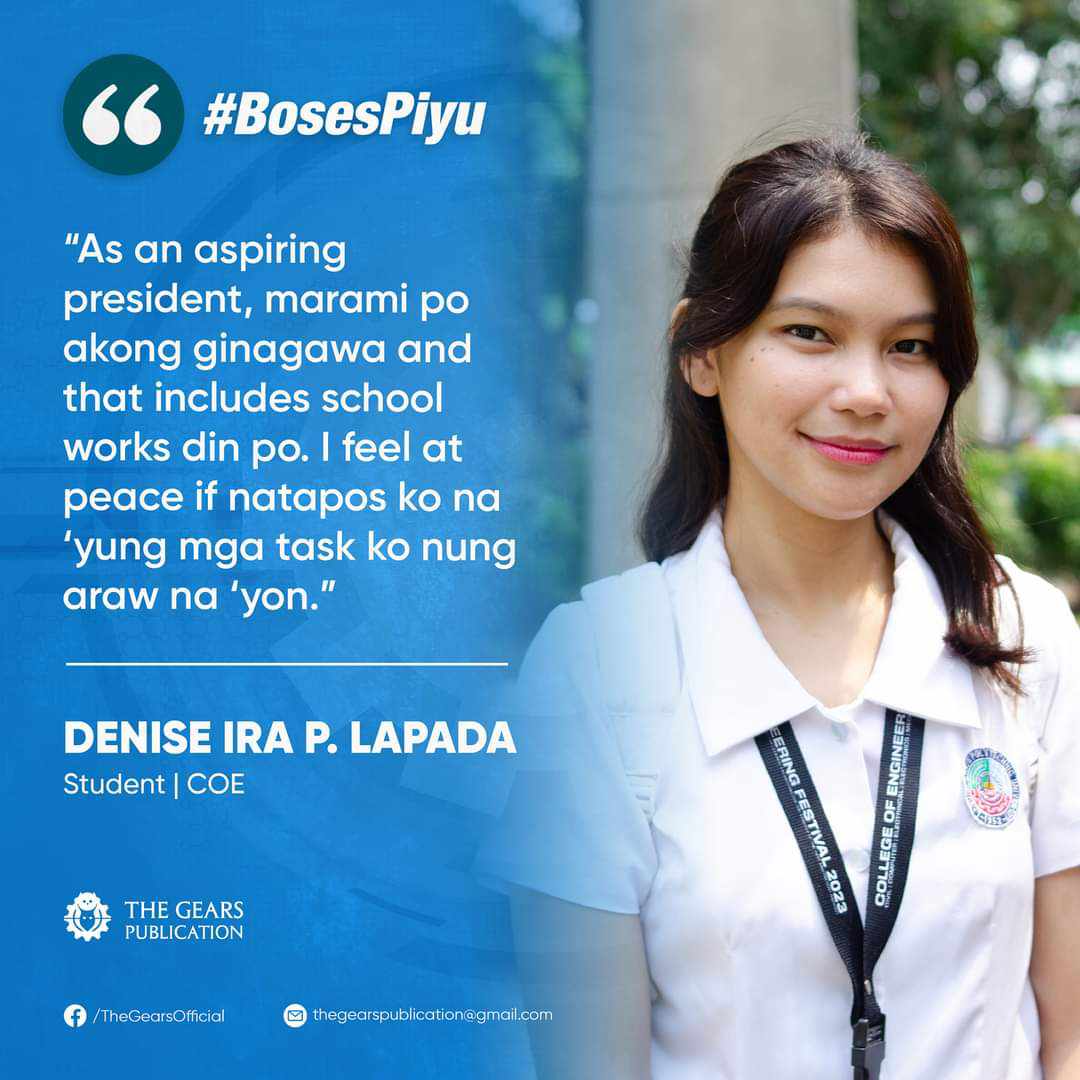 #BosesPiyu
“As an aspiring
president, marami po
akong ginagawa and
that includes school
works din po. I feel at
peace if natapos ko na
‘yung mga task ko nung
araw na ‘yon.”
DENISE IRA P. LAPADA
Student | COE
THE GEARS
PUBLICATION
/TheGearsOfficial
thegearspublication@gmail.com
EERING FESTIVAL 2023
COLLEGE OF ENGINEER